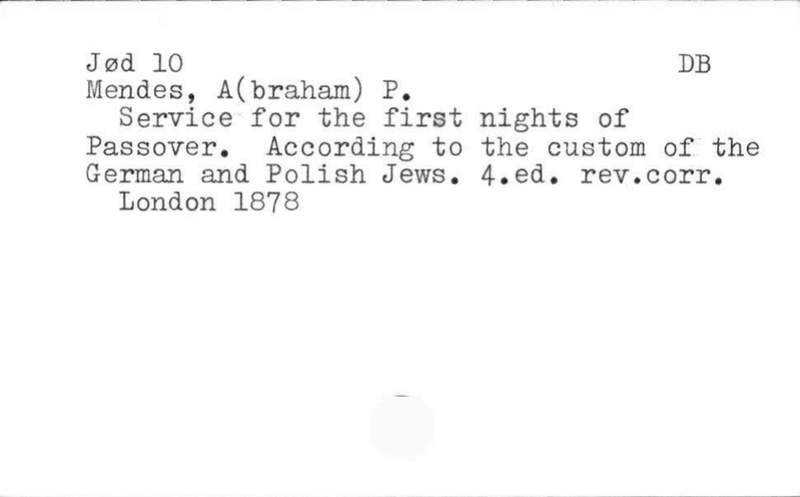 Jød 10 DB
Mendes, A(braham) P.
Service for the first nights of
Passover. According to the custom of the
German and Polish Jews. 4.ed. rev.corr.
London 1878